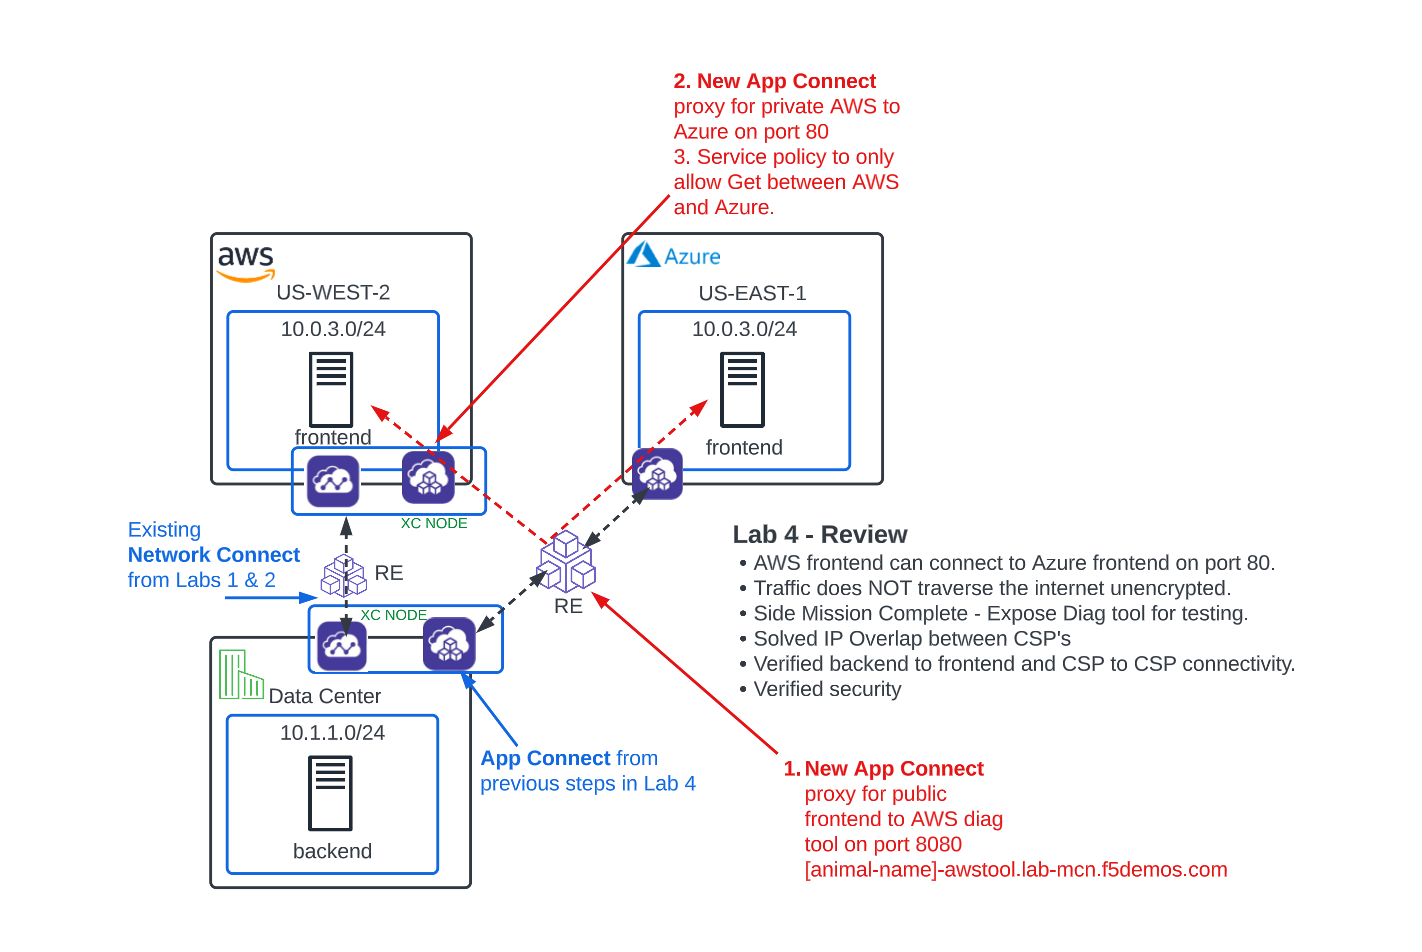 2. New App Connect
proxy for private AWS to
Azure on port 80
3. Service policy to only
allow Get between AWS
and Azure.
aws
US-WEST-2
10.0.3.0/24
frontend
XC NODE
Azure
US-EAST-1
10.0.3.0/24
frontend
Existing
Network Connect
from Labs 1 & 2
RE
RE
XC NODE
Data Center
10.1.1.0/24
backend
App Connect from
previous steps in Lab 4
Lab 4 - Review
• AWS frontend can connect to Azure frontend on port 80.
• Traffic does NOT traverse the internet unencrypted.
• Side Mission Complete - Expose Diag tool for testing.
• Solved IP Overlap between CSP's
• Verified backend to frontend and CSP to CSP connectivity.
• Verified security
1. New App Connect
proxy for public
frontend to AWS diag
tool on port 8080
[animal-name]-awstool.lab-mcn.f5demos.com